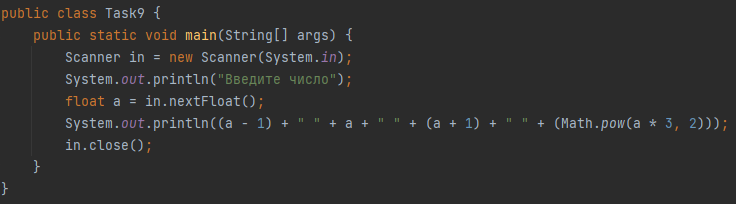 public class Task9 {
    public static void main(String[] args) {
        Scanner in = new Scanner(System.in);
        System.out.println("Введите число");
        float a = in.nextFloat();
        System.out.println((a - 1) + " " + a + " " + (a + 1) + " " + (Math.pow(a * 3, 2)));
        in.close();
    }
}